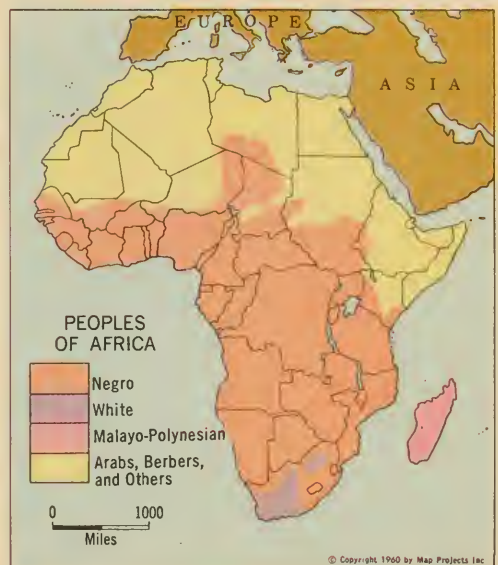 EUROPE
ASIA
PEOPLES
OF AFRICA
Negro
White
Malayo-Polynesian
Arabs, Berbers,
and Others
0 1000
Miles
© Copyright 1960 by Map Projects Inc